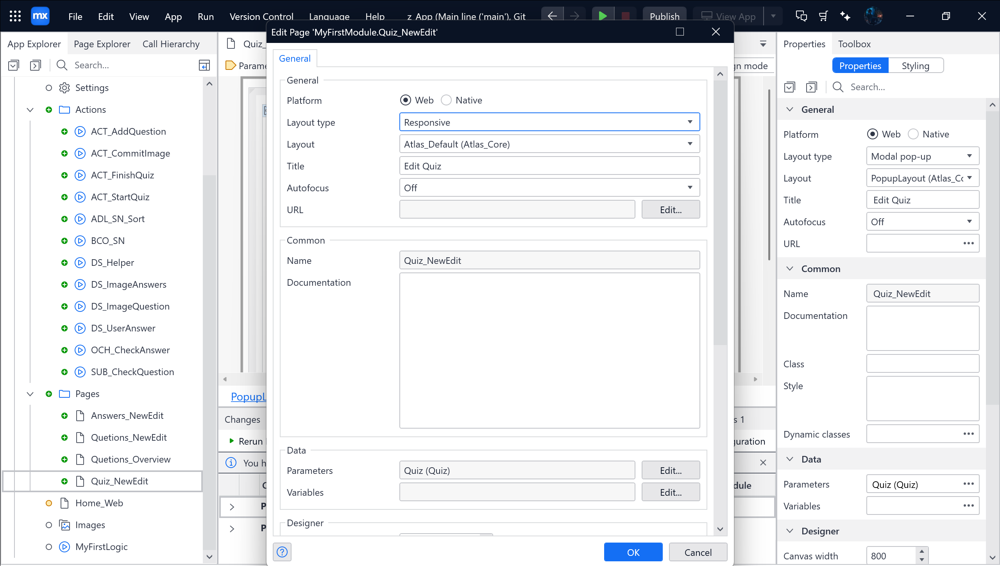 mx File Edit View App Run Version Control Language Help z App (Main line ('main'), Git Publish View App
App Explorer Page Explorer Call Hierarchy
Search...
Settings
Actions
ACT_AddQuestion
ACT_CommitImage
ACT_FinishQuiz
ACT_StartQuiz
ADL_SN_Sort
BCO_SN
DS_Helper
DS_ImageAnswers
DS_ImageQuestion
DS_UserAnswer
OCH_CheckAnswer
SUB_CheckQuestion
Pages
Answers_NewEdit
Quetions_NewEdit
Quetions_Overview
Quiz_NewEdit
Home_Web
Images
MyFirstLogic
Quiz_
Parame
gn mode
PopupL
Changes
s 1
Rerun
guration
You h
dule
P
P
Edit Page 'MyFirstModule.Quiz_NewEdit'
General
General
Platform Web Native
Layout type Responsive
Layout Atlas_Default (Atlas_Core)
Title Edit Quiz
Autofocus Off
URL Edit...
Common
Name Quiz_NewEdit
Documentation
Data
Parameters Quiz (Quiz) Edit...
Variables Edit...
Designer
OK Cancel
Properties Toolbox
Properties Styling
Search...
General
Platform Web Native
Layout type Modal pop-up
Layout PopupLayout (Atlas_Co
Title Edit Quiz
Autofocus Off
URL
Common
Name Quiz_NewEdit
Documentation
Class
Style
Dynamic classes
Data
Parameters Quiz (Quiz)
Variables
Designer
Canvas width 800